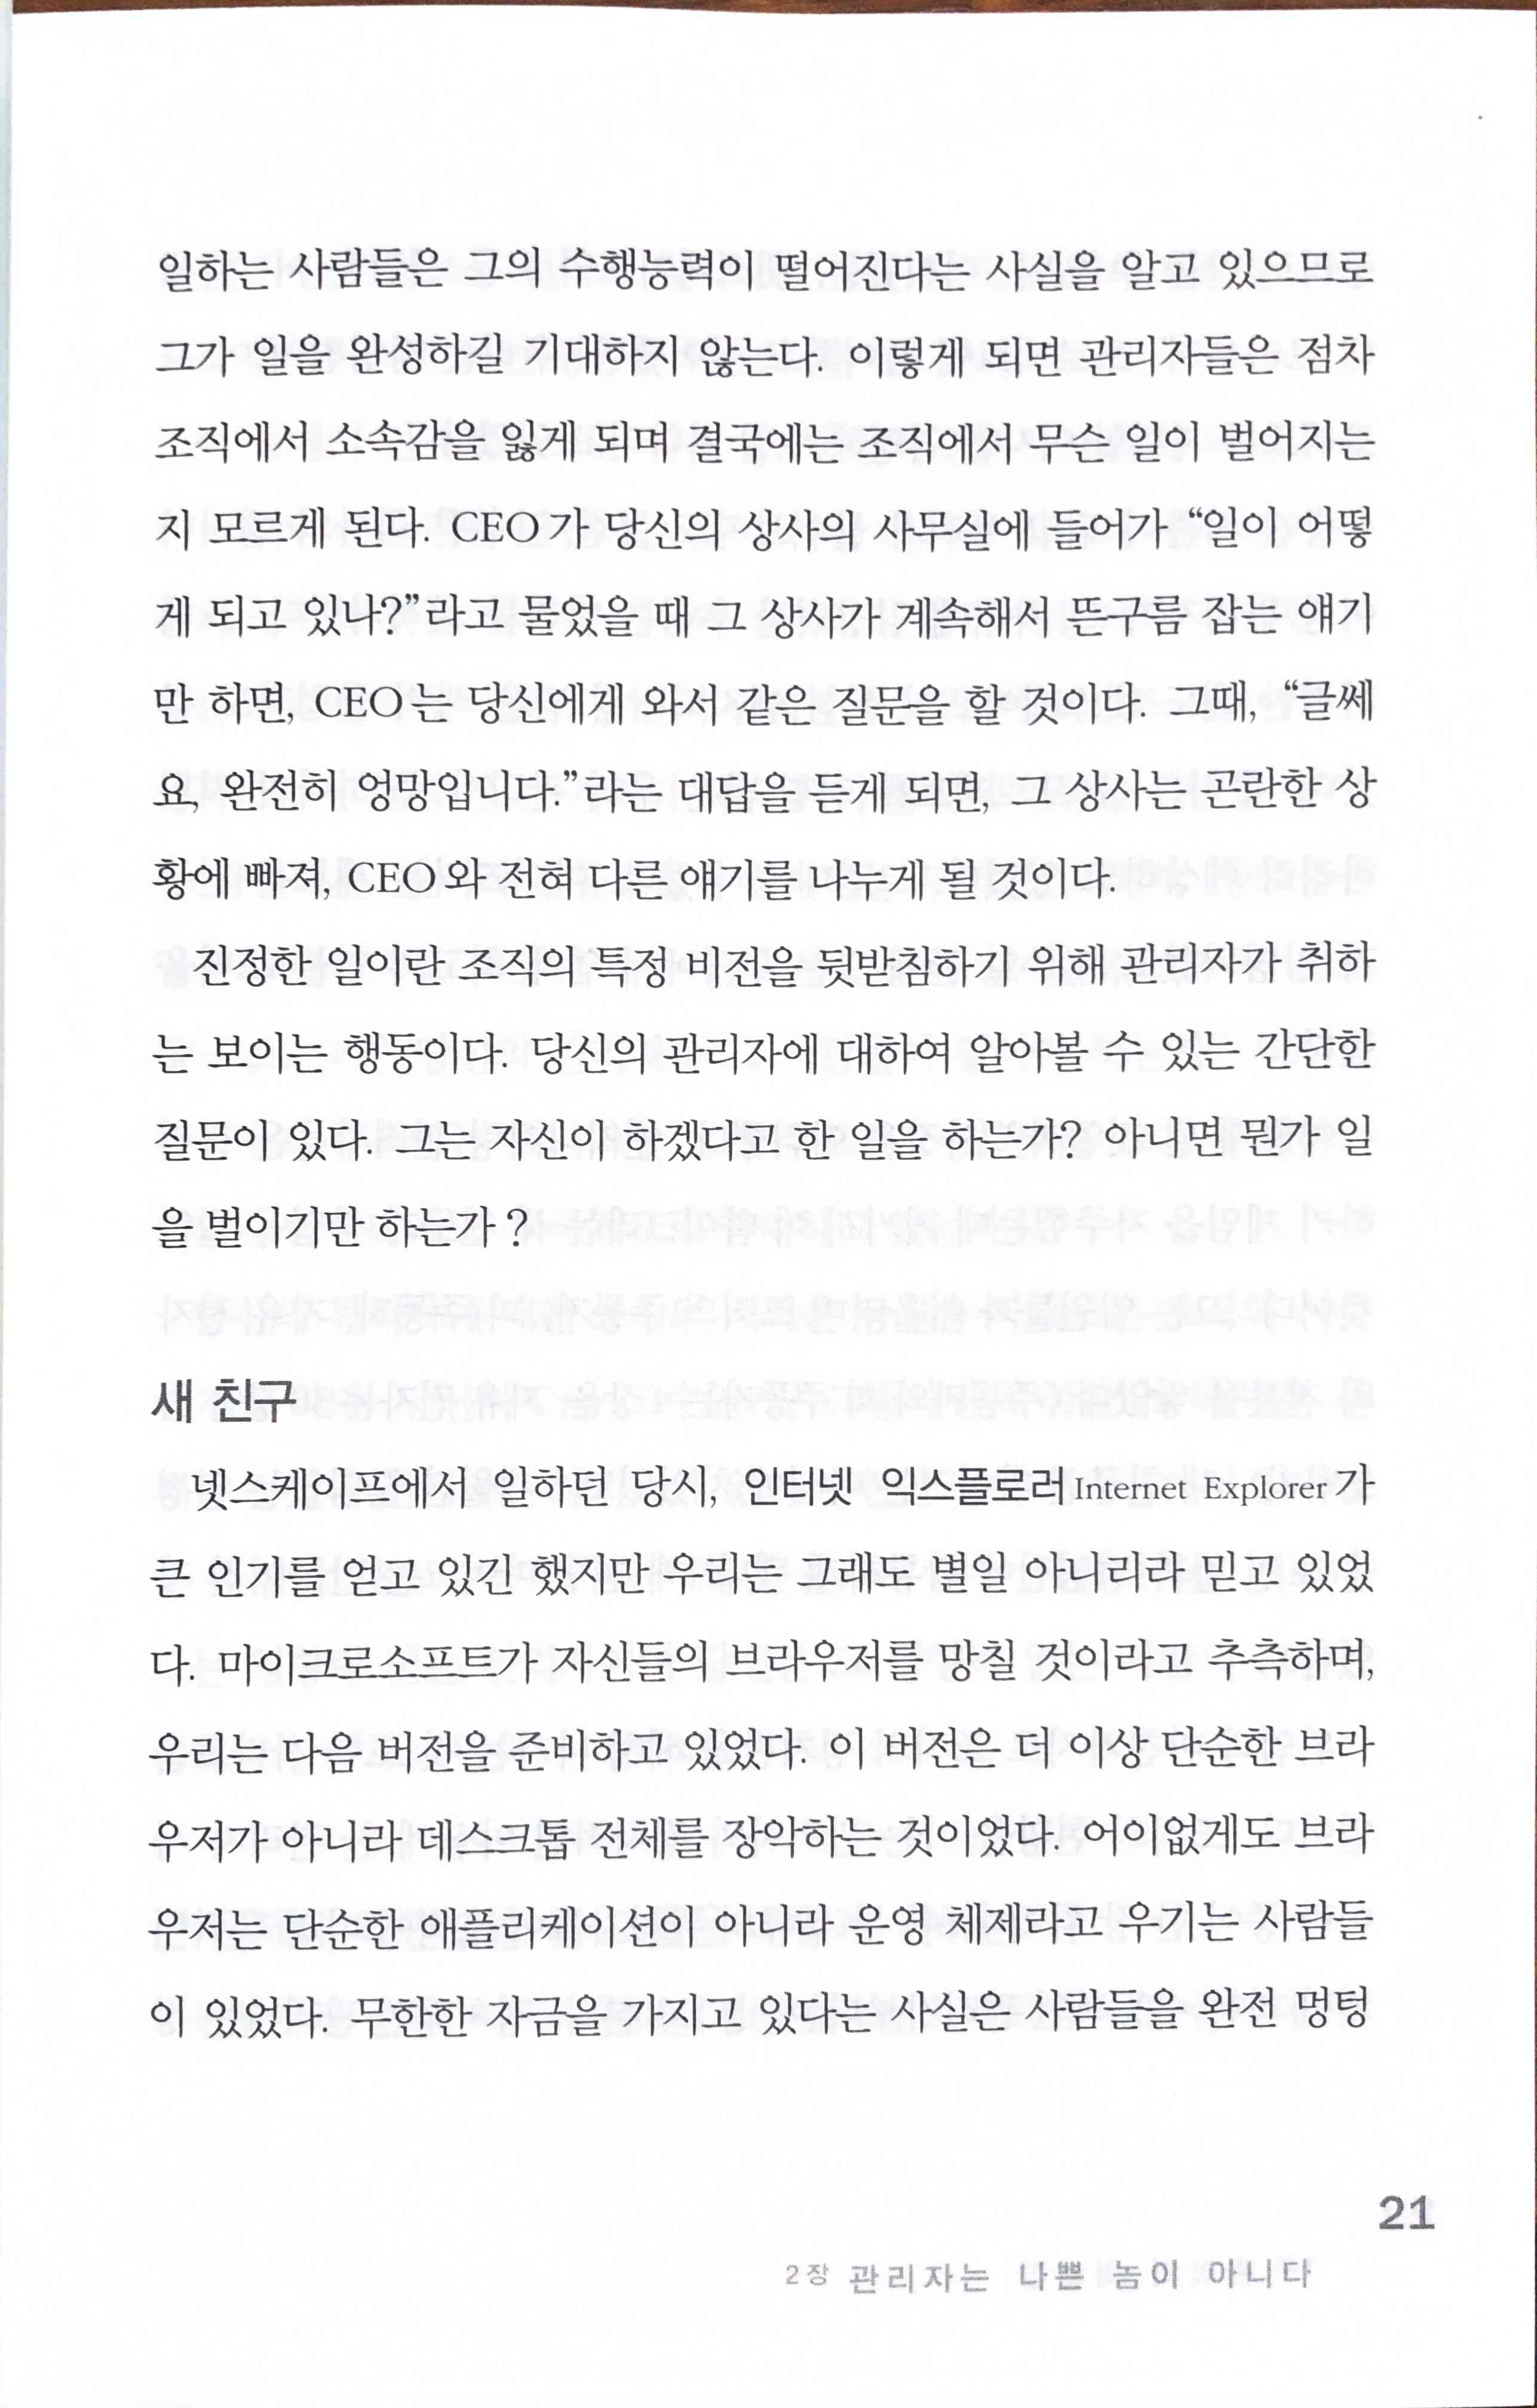 일하는 사람들은 그의 수행능력이 떨어진다는 사실을 알고 있으므로
그가 일을 완성하길 기대하지 않는다. 이렇게 되면 관리자들은 점차
조직에서 소속감을 잃게 되며 결국에는 조직에서 무슨 일이 벌어지는
지 모르게 된다. CEO가 당신의 상사의 사무실에 들어가 “일이 어떻
게 되고 있나?”라고 물었을 때 그 상사가 계속해서 뜬구름 잡는 얘기
만 하면, CEO는 당신에게 와서 같은 질문을 할 것이다. 그때, “글쎄
요, 완전히 엉망입니다.”라는 대답을 듣게 되면, 그 상사는 곤란한 상
황에 빠져, CEO와 전혀 다른 얘기를 나누게 될 것이다.
진정한 일이란 조직의 특정 비전을 뒷받침하기 위해 관리자가 취하
는 보이는 행동이다. 당신의 관리자에 대하여 알아볼 수 있는 간단한
질문이 있다. 그는 자신이 하겠다고 한 일을 하는가? 아니면 뭔가 일
을 벌이기만 하는가?
새 친구
넷스케이프에서 일하던 당시, 인터넷 익스플로러Internet Explorer가
큰 인기를 얻고 있긴 했지만 우리는 그래도 별일 아니리라 믿고 있었
다. 마이크로소프트가 자신들의 브라우저를 망칠 것이라고 추측하며,
우리는 다음 버전을 준비하고 있었다. 이 버전은 더 이상 단순한 브라
우저가 아니라 데스크톱 전체를 장악하는 것이었다. 어이없게도 브라
우저는 단순한 애플리케이션이 아니라 운영 체제라고 우기는 사람들
이 있었다. 무한한 자금을 가지고 있다는 사실은 사람들을 완전 멍텅
21
2장 관리자는 나쁜 놈이 아니다